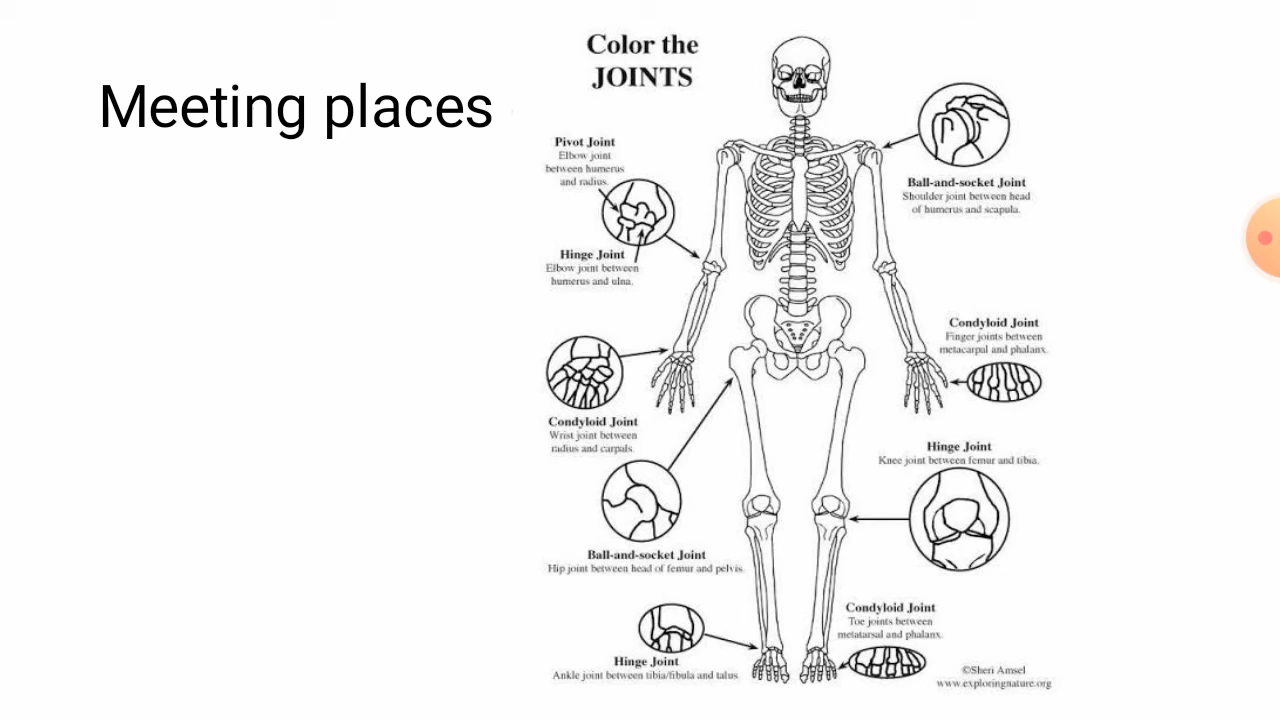 Meeting places
Color the
JOINTS
Pivot Joint
Elbow joint
between humerus
and radius.
Hinge Joint
Elbow joint between
humerus and ulna.
Ball-and-socket Joint
Shoulder joint between head
of humerus and scapula.
Condyloid Joint
Finger joints between
metacarpal and phalanx.
Condyloid Joint
Wrist joint between
radius and carpals.
Hinge Joint
Knee joint between femur and tibia.
Ball-and-socket Joint
Hip joint between head of femur and pelvis.
Condyloid Joint
Toe joints between
metatarsal and phalanx.
Hinge Joint
Ankle joint between tibia/fibula and talus
©Sheri Amsel
www.exploringnature.org